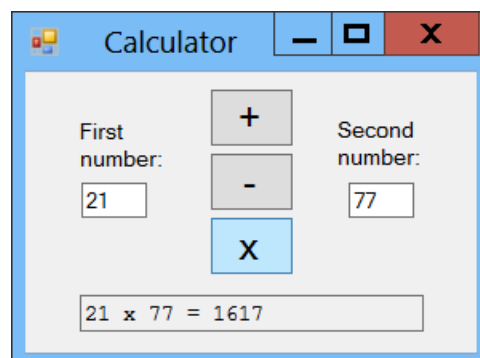 Calculator
First
number:
21
+
-
x
Second
number:
77
21 x 77 = 1617